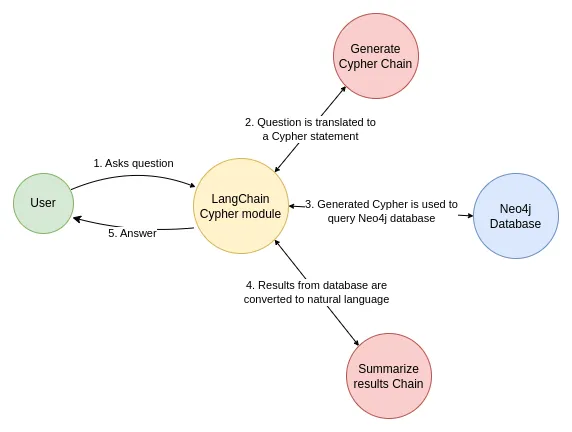 Generate
Cypher Chain
2. Question is translated to
a Cypher statement
1. Asks question
User
LangChain
Cypher module
3. Generated Cypher is used to
query Neo4j database
Neo4j
Database
5. Answer
4. Results from database are
converted to natural language
Summarize
results Chain